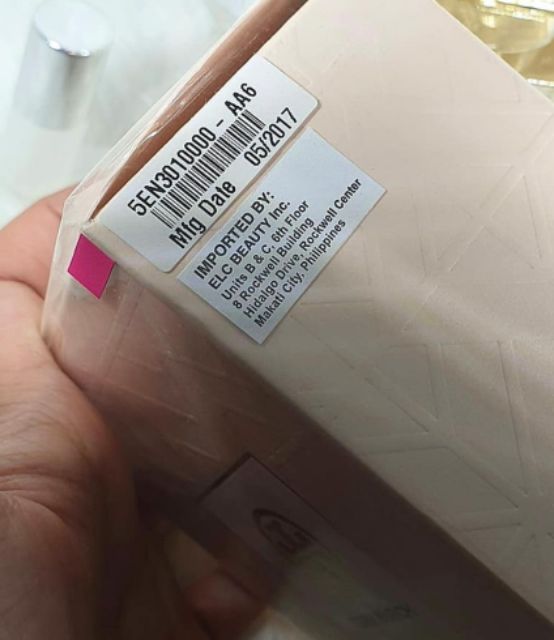 5EN3010000 - AA6
Mfg Date 05/2017
IMPORTED BY:
ELC BEAUTY Inc.
Units B & C, 6th Floor
8 Rockwell Building
Hidalgo Drive, Rockwell Center
Makati City, Philippines